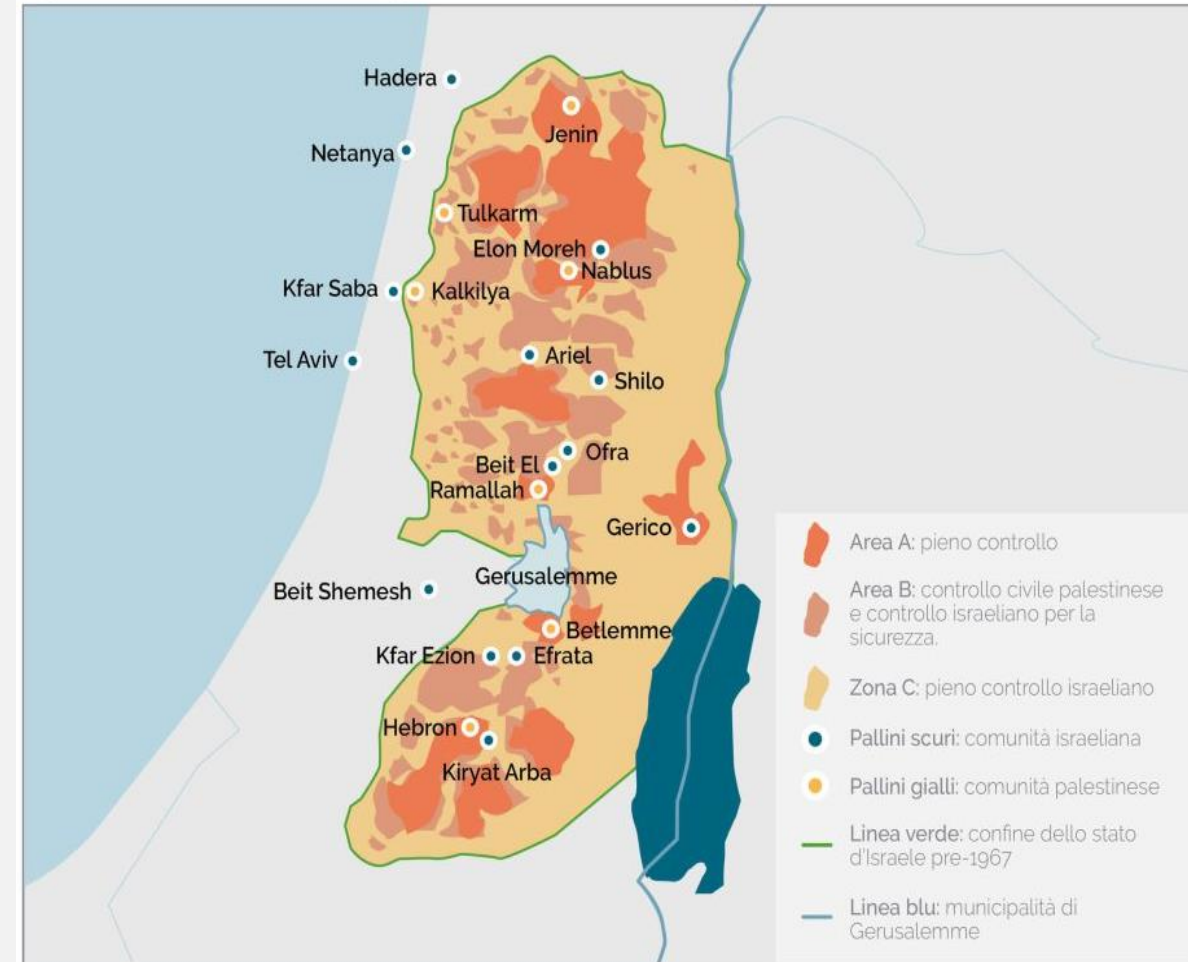 Hadera
Jenin
Netanya
Tulkarm
Elon Moreh
Nablus
Kfar Saba
Kalkilya
Tel Aviv
Ariel
Shilo
Ofra
Beit El
Ramallah
Gerico
Gerusalemme
Beit Shemesh
Betlemme
Kfar Ezion
Efrata
Hebron
Kiryat Arba
Area A: pieno controllo
Area B: controllo civile palestinese
e controllo israeliano per la
sicurezza.
Zona C: pieno controllo israeliano
Pallini scuri: comunità israeliana
Pallini gialli: comunità palestinese
Linea verde: confine dello stato
d'Israele pre-1967
Linea blu: municipalità di
Gerusalemme